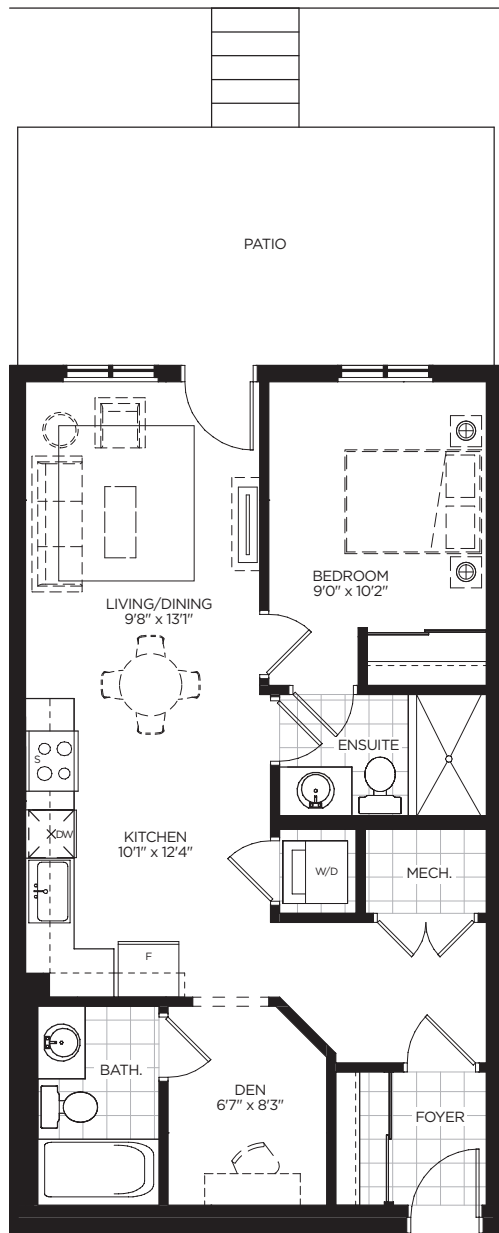 PATIO
BEDROOM
9'0" x 10'2"
LIVING/DINING
9'8" x 13'1"
ENSUITE
S
DW
KITCHEN
10'1" x 12'4"
W/D
MECH.
F
BATH.
DEN
6'7" x 8'3"
FOYER